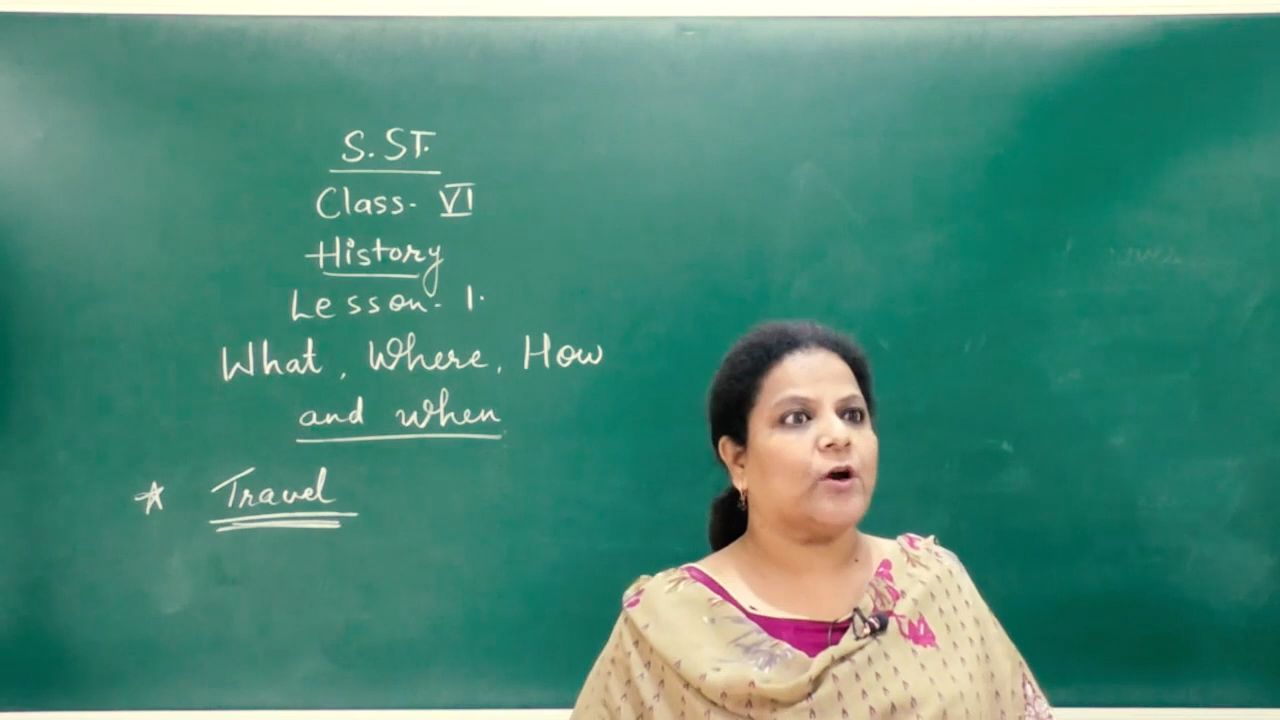 S.ST.
Class- VI
History
Lesson- 1.
What, Where, How
and when
* Travel